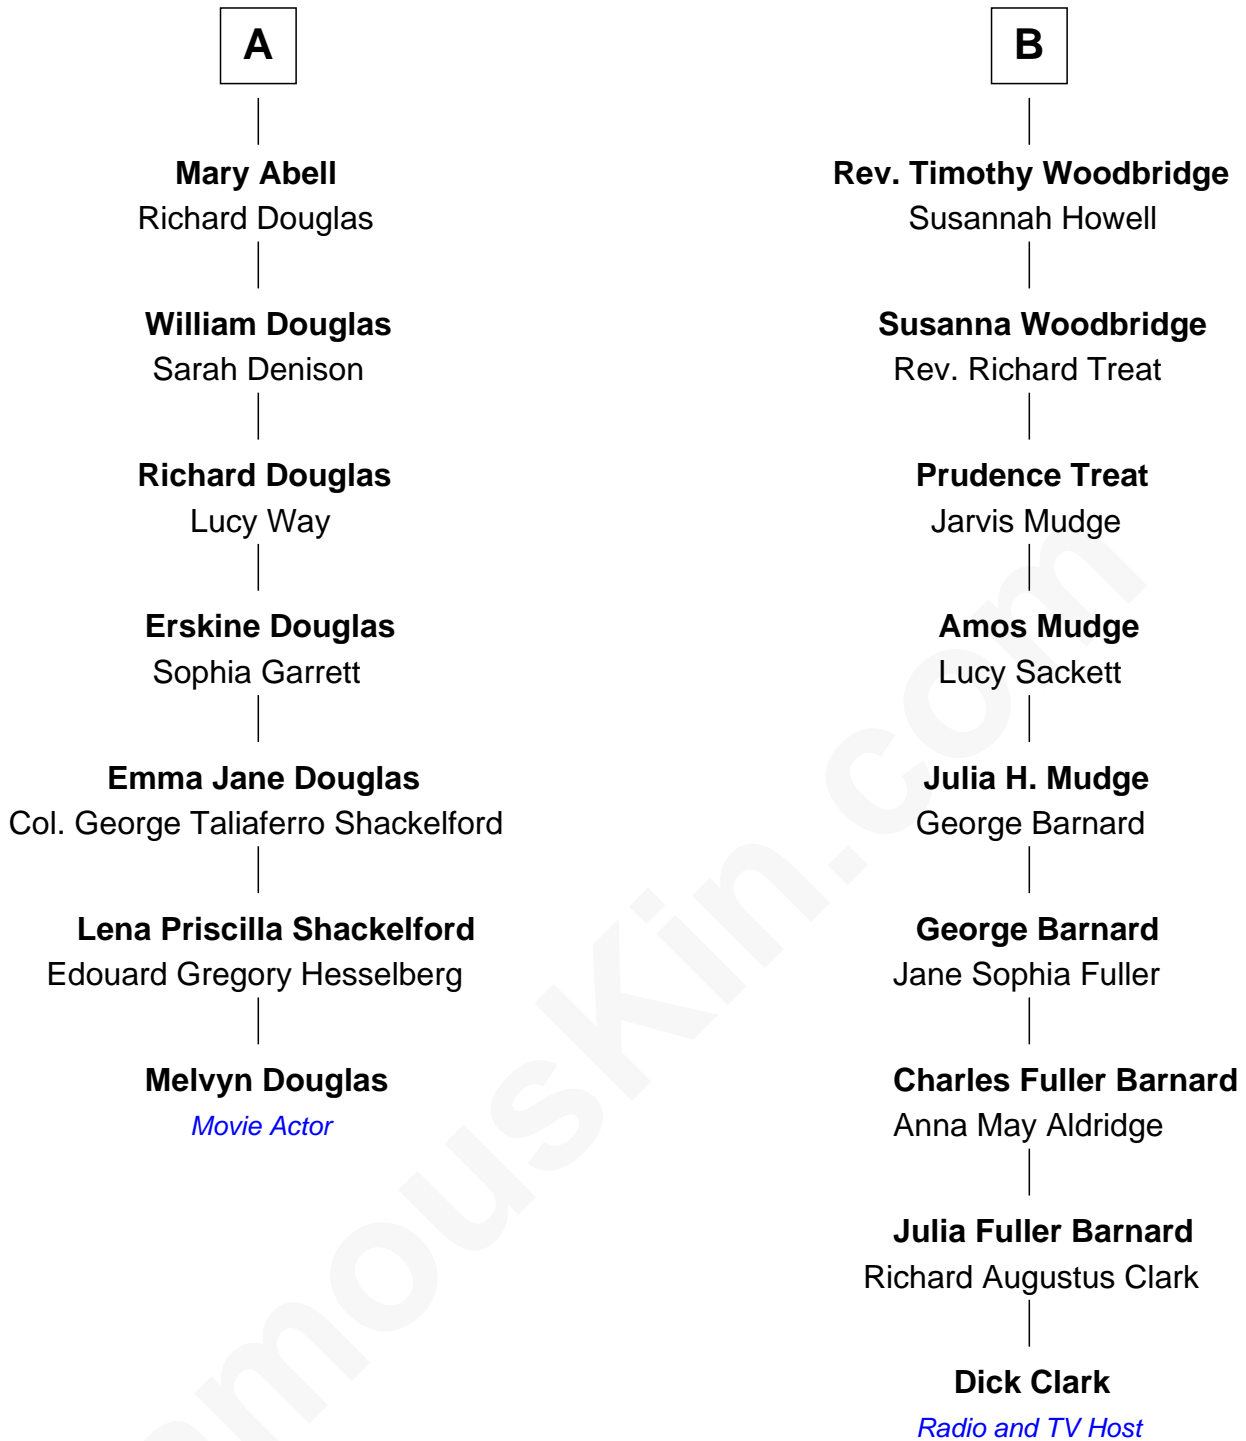 A
Mary Abell
Richard Douglas
William Douglas
Sarah Denison
Richard Douglas
Lucy Way
Erskine Douglas
Sophia Garrett
Emma Jane Douglas
Col. George Taliaferro Shackelford
Lena Priscilla Shackelford
Edouard Gregory Hesselberg
Melvyn Douglas
Movie Actor
B
Rev. Timothy Woodbridge
Susannah Howell
Susanna Woodbridge
Rev. Richard Treat
Prudence Treat
Jarvis Mudge
Amos Mudge
Lucy Sackett
Julia H. Mudge
George Barnard
George Barnard
Jane Sophia Fuller
Charles Fuller Barnard
Anna May Aldridge
Julia Fuller Barnard
Richard Augustus Clark
Dick Clark
Radio and TV Host
amouskin.com